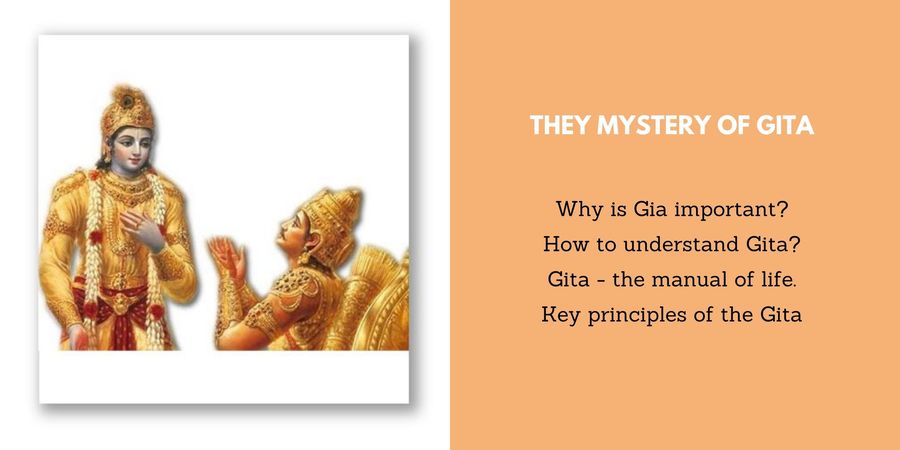 THEY MYSTERY OF GITA
Why is Gia important?
How to understand Gita?
Gita - the manual of life.
Key principles of the Gita